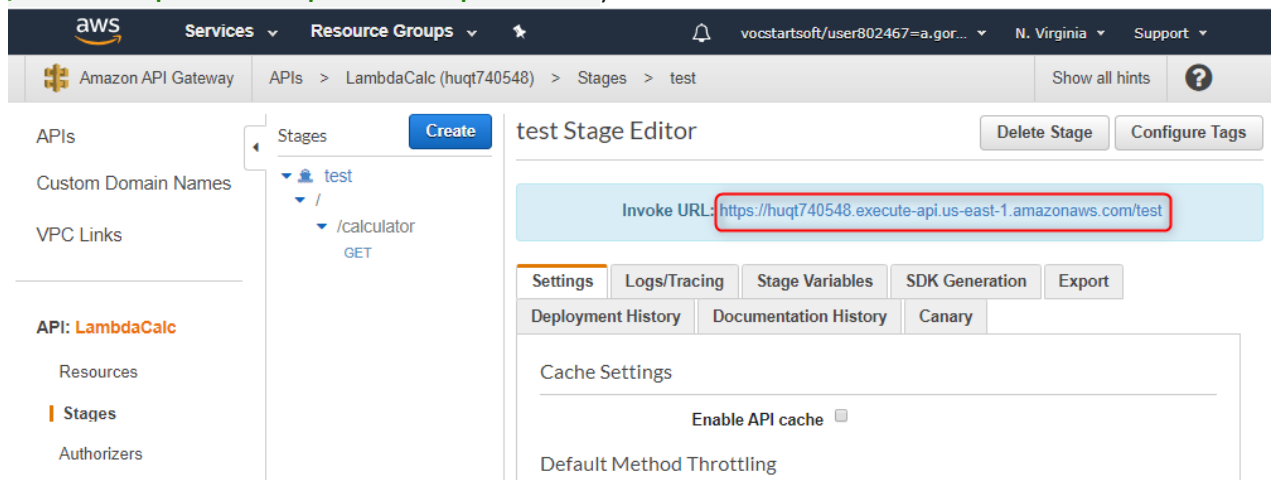 aws Services Resource Groups vocstartsoft/user802467=a.gor... N. Virginia Support
Amazon API Gateway APIs > LambdaCalc (huqt740548) > Stages > test Show all hints ?
APIs
Custom Domain Names
VPC Links
API: LambdaCalc
Resources
Stages
Authorizers
Stages Create
test
/
/calculator
GET
test Stage Editor Delete Stage Configure Tags
Invoke URL: https://huqt740548.execute-api.us-east-1.amazonaws.com/test
Settings Logs/Tracing Stage Variables SDK Generation Export
Deployment History Documentation History Canary
Cache Settings
Enable API cache
Default Method Throttling